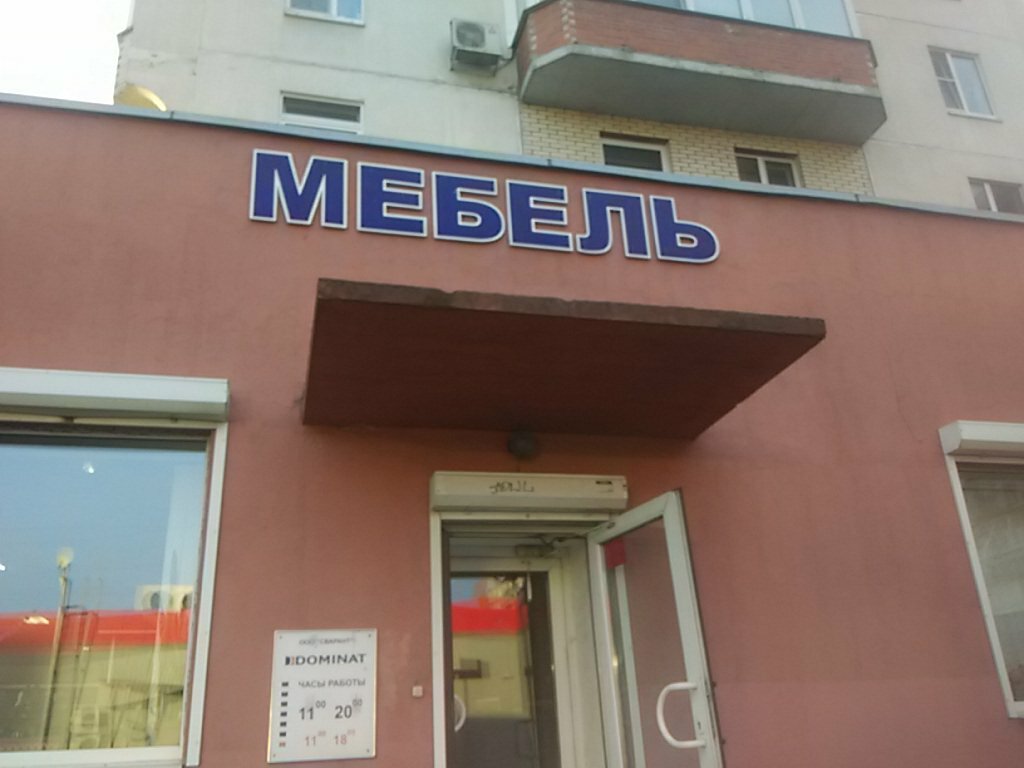 МЕБЕЛЬ
DOMINAT
ЧАСЫ РАБОТЫ
11 00 20 00
11 00 18 00